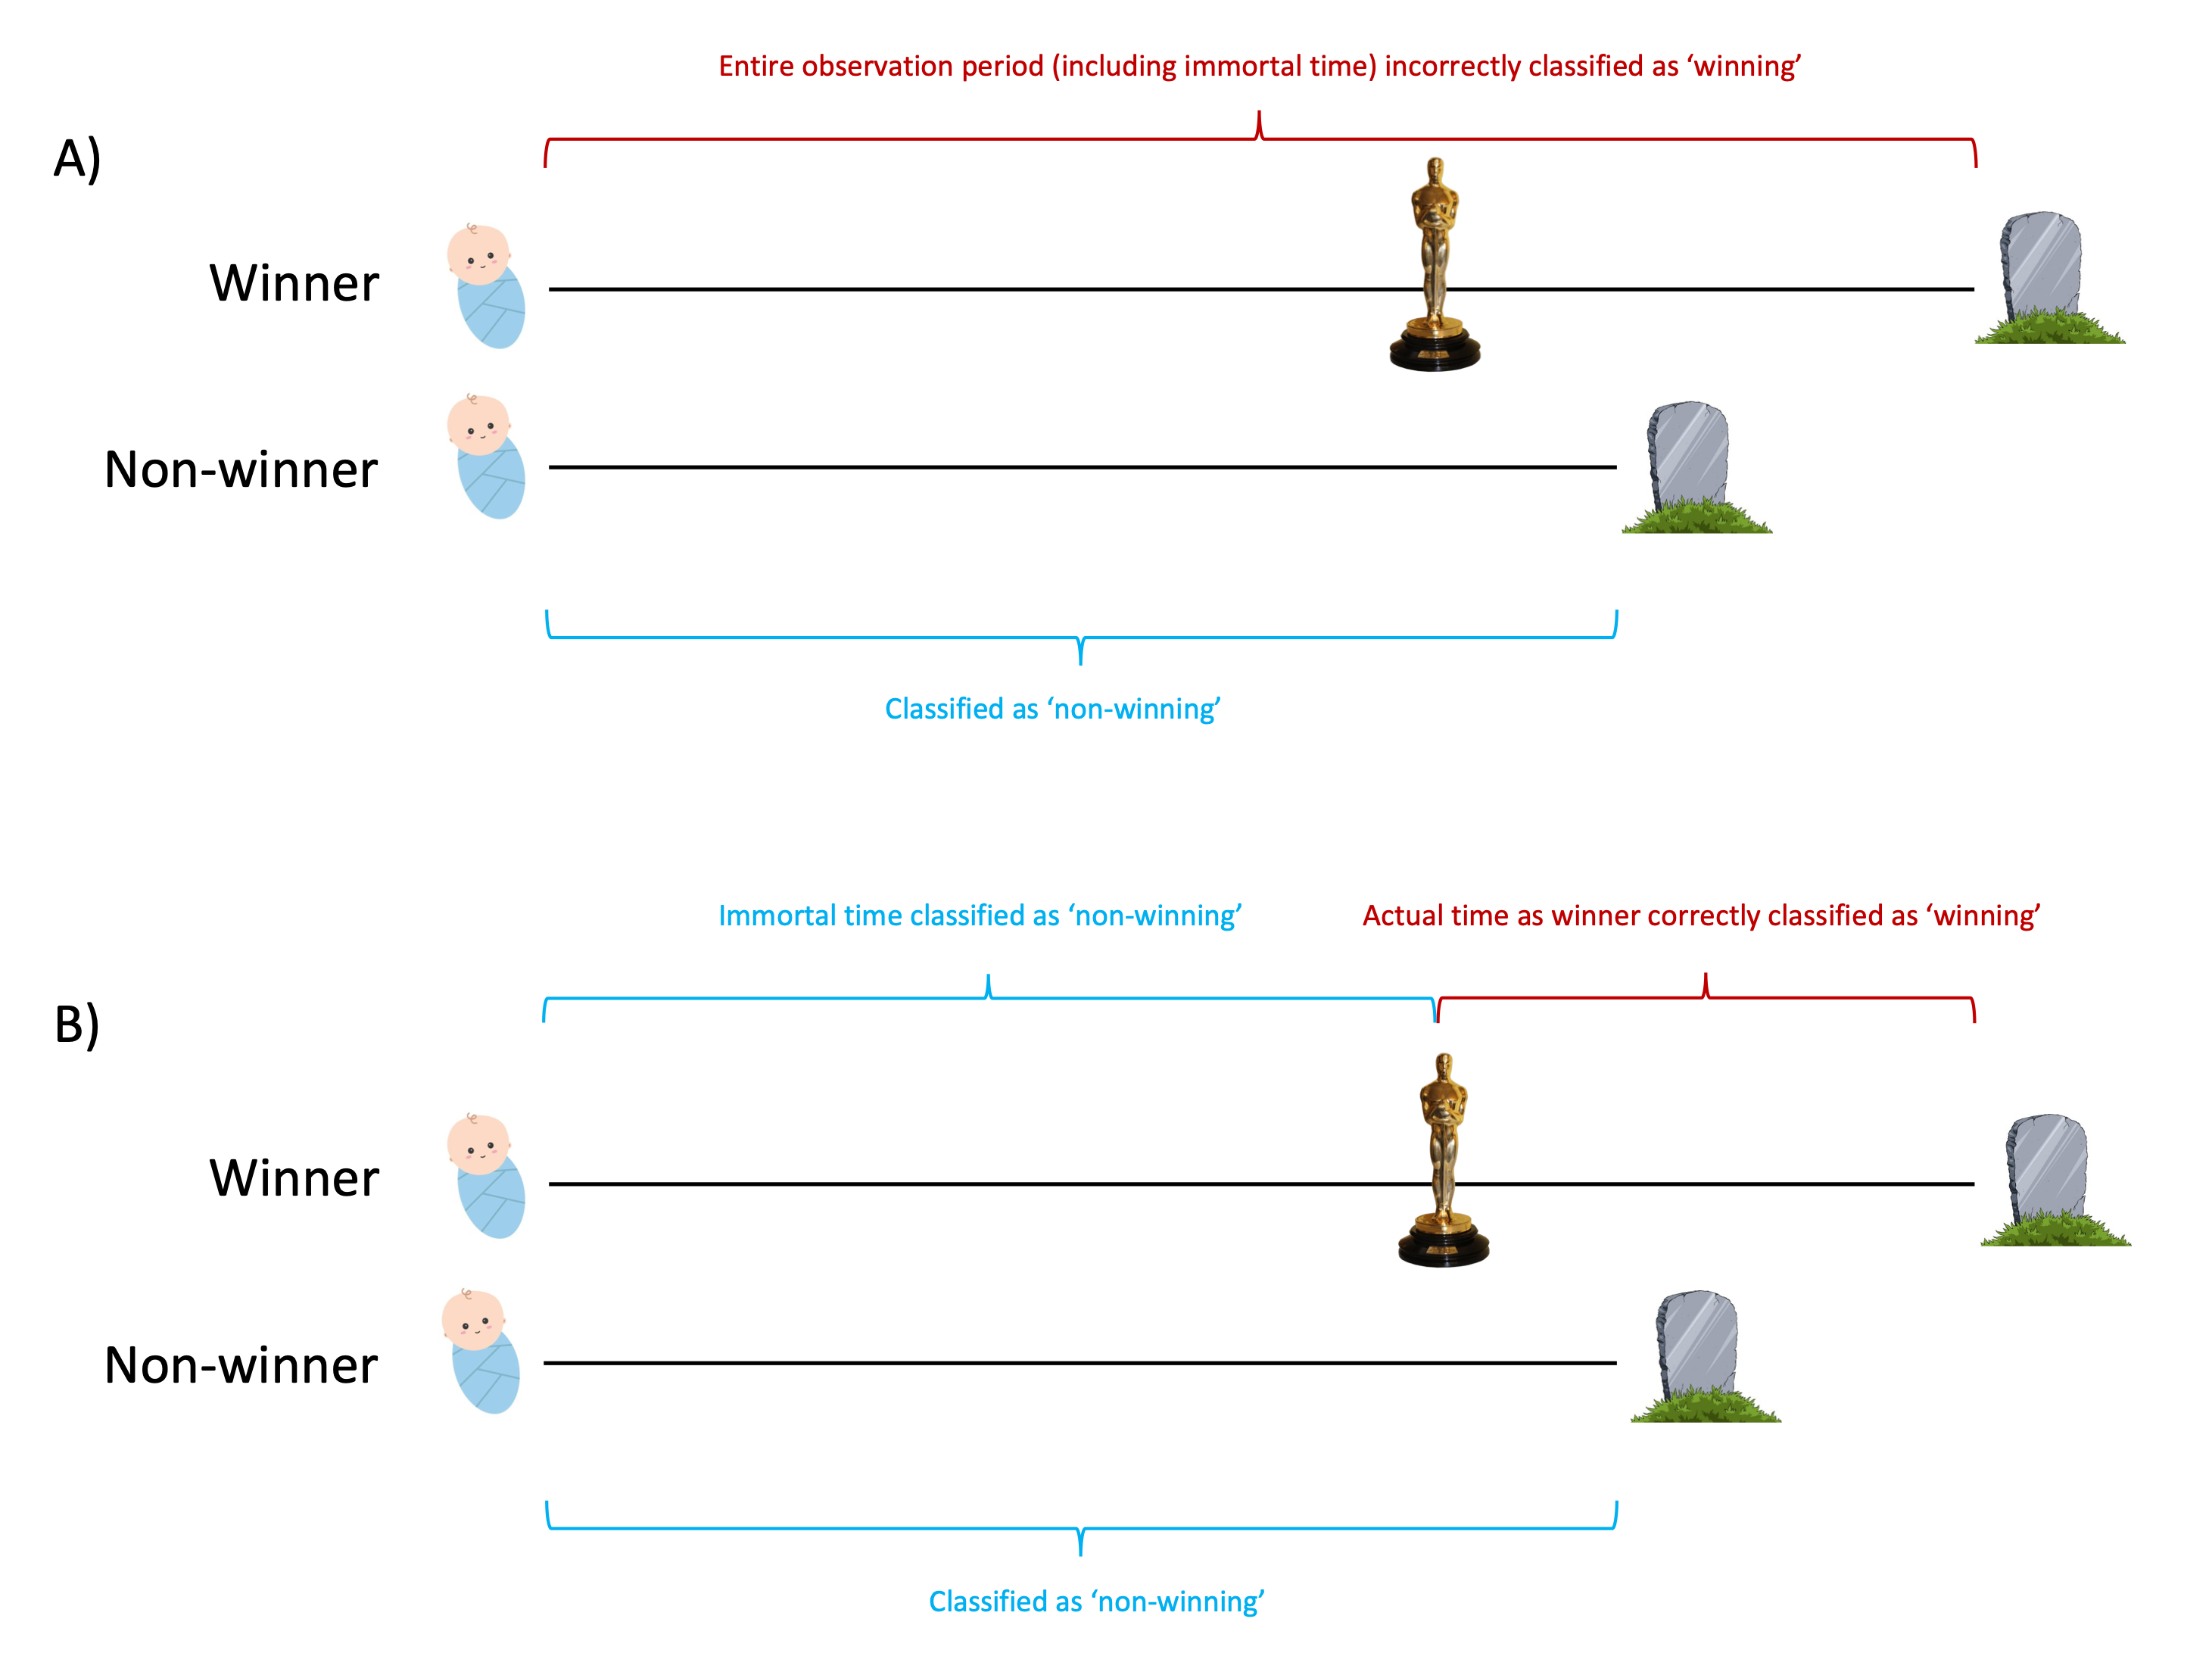 Entire observation period (including immortal time) incorrectly classified as ‘winning’
A)
Winner
Non-winner
Classified as ‘non-winning’
Immortal time classified as ‘non-winning’
Actual time as winner correctly classified as ‘winning’
B)
Winner
Non-winner
Classified as ‘non-winning’